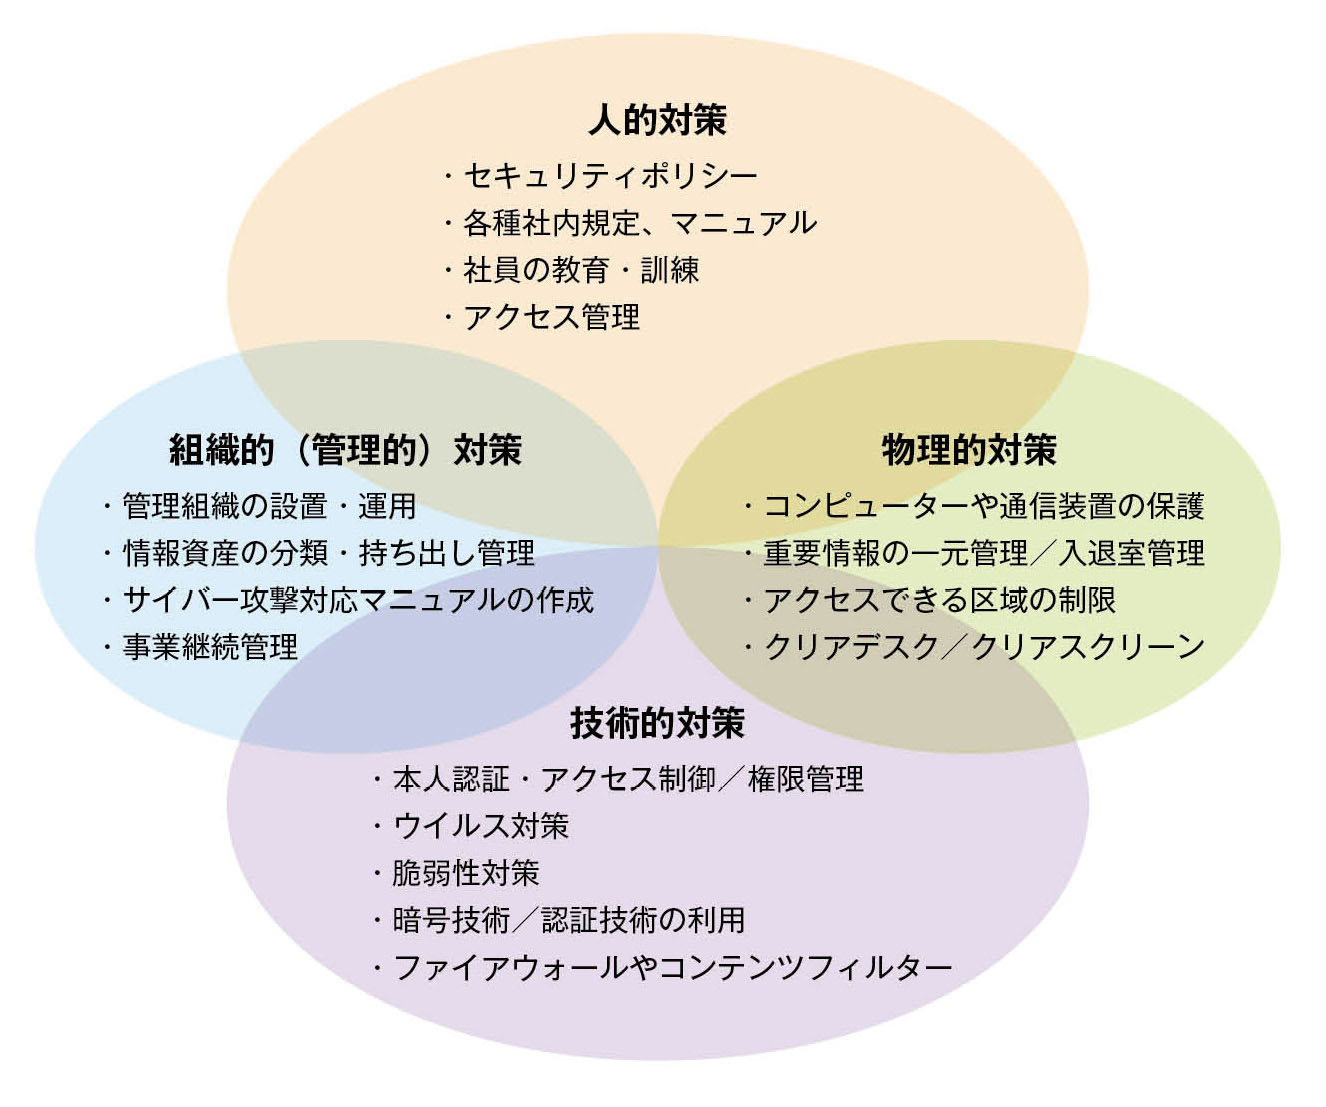 人的対策
・セキュリティポリシー
・各種社内規定、マニュアル
・社員の教育・訓練
・アクセス管理
組織的（管理的）対策
・管理組織の設置・運用
・情報資産の分類・持ち出し管理
・サイバー攻撃対応マニュアルの作成
・事業継続管理
物理的対策
・コンピューターや通信装置の保護
・重要情報の一元管理／入退室管理
・アクセスできる区域の制限
・クリアデスク／クリアスクリーン
技術的対策
・本人認証・アクセス制御／権限管理
・ウイルス対策
・脆弱性対策
・暗号技術／認証技術の利用
・ファイアウォールやコンテンツフィルター